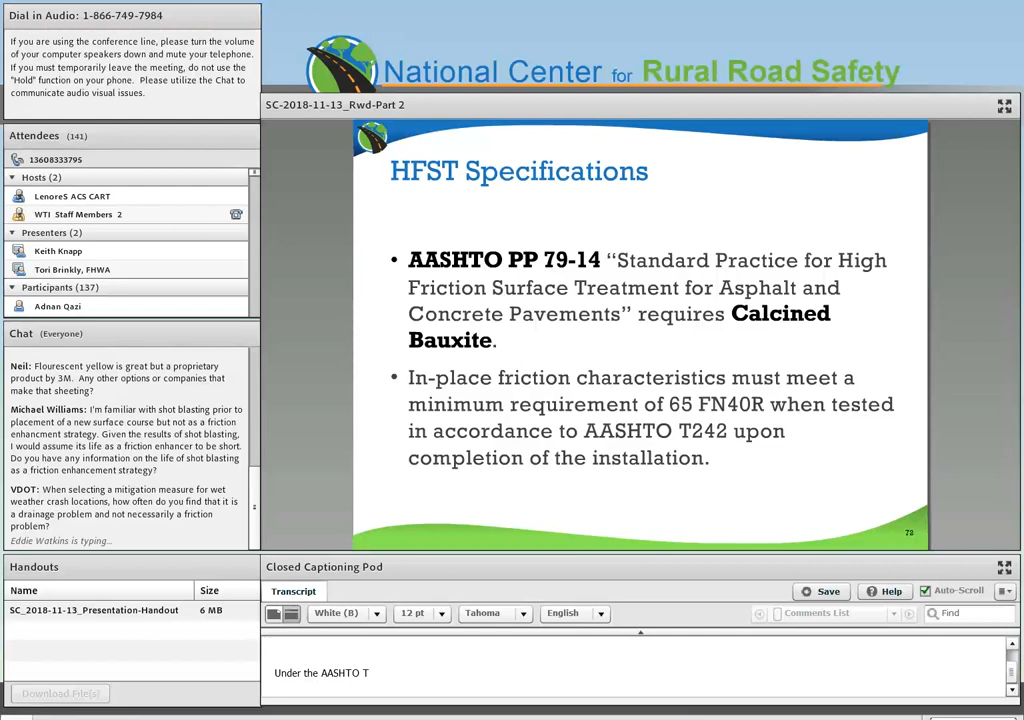 Dial in Audio: 1-866-749-7984
If you are using the conference line, please turn the volume
of your computer speakers down and mute your telephone.
If you must temporarily leave the meeting, do not use the
"Hold" function on your phone.  Please utilize the Chat to
communicate audio visual issues.
National Center for Rural Road Safety
SC-2018-11-13_Rwd-Part 2
Attendees (141)
13608333795
Hosts (2)
LenoreS ACS CART
WTI Staff Members 2
Presenters (2)
Keith Knapp
Tori Brinkly, FHWA
Participants (137)
Adnan Qazi
Chat (Everyone)
Neil: Flourescent yellow is great but a proprietary
product by 3M.  Any other options or companies that
make that sheeting?
Michael Williams: I'm familiar with shot blasting prior to
placement of a new surface course but not as a friction
enhancment strategy. Given the results of shot blasting,
I would assume its life as a friction enhancer to be short.
Do you have any information on the life of shot blasting
as a friction enhancement strategy?
VDOT: When selecting a mitigation measure for wet
weather crash locations, how often do you find that it is
a drainage problem and not necessarily a friction
problem?
Eddie Watkins is typing...
HFST Specifications
• AASHTO PP 79-14 “Standard Practice for High
Friction Surface Treatment for Asphalt and
Concrete Pavements” requires Calcined
Bauxite.
• In-place friction characteristics must meet a
minimum requirement of 65 FN40R when tested
in accordance to AASHTO T242 upon
completion of the installation.
73
Handouts
Name Size
SC_2018-11-13_Presentation-Handout 6 MB
Download File(s)
Closed Captioning Pod
Transcript
Save Help Auto-Scroll
White (B) 12 pt Tahoma English Comments List Find
Under the AASHTO T